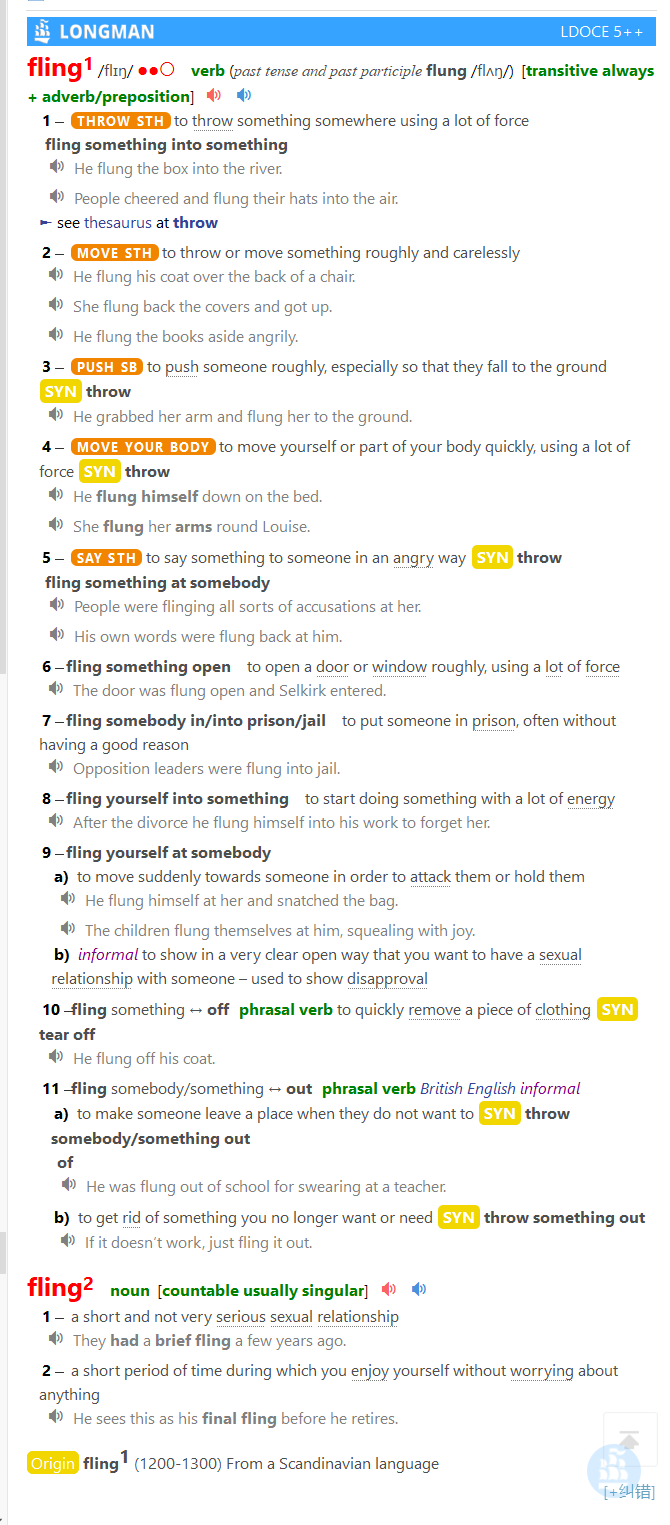 LONGMAN LDOCE 5++
fling1 /flɪŋ/ ●●○ verb (past tense and past participle flung /flʌŋ/) [transitive always
+ adverb/preposition]
1 – THROW STH to throw something somewhere using a lot of force
fling something into something
He flung the box into the river.
People cheered and flung their hats into the air.
► see thesaurus at throw
2 – MOVE STH to throw or move something roughly and carelessly
He flung his coat over the back of a chair.
She flung back the covers and got up.
He flung the books aside angrily.
3 – PUSH SB to push someone roughly, especially so that they fall to the ground
SYN throw
He grabbed her arm and flung her to the ground.
4 – MOVE YOUR BODY to move yourself or part of your body quickly, using a lot of
force SYN throw
He flung himself down on the bed.
She flung her arms round Louise.
5 – SAY STH to say something to someone in an angry way SYN throw
fling something at somebody
People were flinging all sorts of accusations at her.
His own words were flung back at him.
6 – fling something open to open a door or window roughly, using a lot of force
The door was flung open and Selkirk entered.
7 – fling somebody in/into prison/jail to put someone in prison, often without
having a good reason
Opposition leaders were flung into jail.
8 – fling yourself into something to start doing something with a lot of energy
After the divorce he flung himself into his work to forget her.
9 – fling yourself at somebody
a) to move suddenly towards someone in order to attack them or hold them
He flung himself at her and snatched the bag.
The children flung themselves at him, squealing with joy.
b) informal to show in a very clear open way that you want to have a sexual
relationship with someone – used to show disapproval
10 –fling something ↔ off phrasal verb to quickly remove a piece of clothing SYN
tear off
He flung off his coat.
11 –fling somebody/something ↔ out phrasal verb British English informal
a) to make someone leave a place when they do not want to SYN throw
somebody/something out
of
He was flung out of school for swearing at a teacher.
b) to get rid of something you no longer want or need SYN throw something out
If it doesn’t work, just fling it out.
fling2 noun [countable usually singular]
1 – a short and not very serious sexual relationship
They had a brief fling a few years ago.
2 – a short period of time during which you enjoy yourself without worrying about
anything
He sees this as his final fling before he retires.
Origin fling1 (1200-1300) From a Scandinavian language
[+纠错]